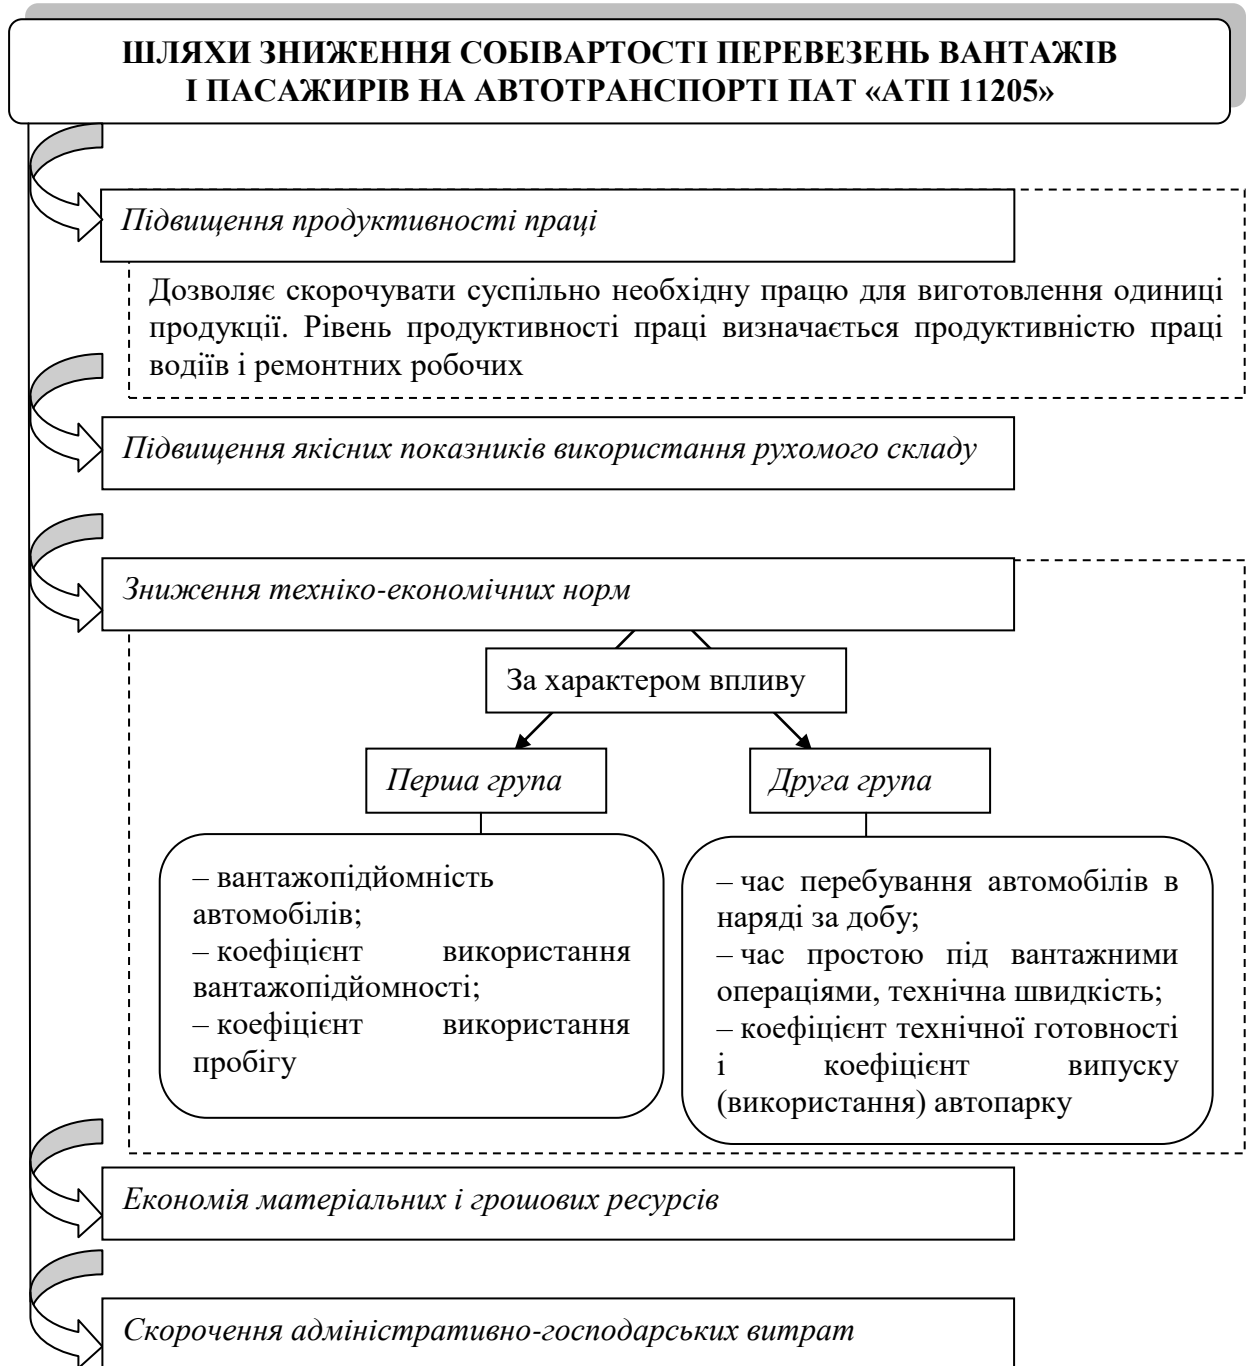 ШЛЯХИ ЗНИЖЕННЯ СОБІВАРТОСТІ ПЕРЕВЕЗЕНЬ ВАНТАЖІВ
І ПАСАЖИРІВ НА АВТОТРАНСПОРТІ ПАТ «АТП 11205»
Підвищення продуктивності праці
Дозволяє скорочувати суспільно необхідну працю для виготовлення одиниці
продукції. Рівень продуктивності праці визначається продуктивністю праці
водіїв і ремонтних робочих
Підвищення якісних показників використання рухомого складу
Зниження техніко-економічних норм
За характером впливу
Перша група
Друга група
– вантажопідйомність
автомобілів;
– коефіцієнт використання
вантажопідйомності;
– коефіцієнт використання
пробігу
– час перебування автомобілів в
наряді за добу;
– час простою під вантажними
операціями, технічна швидкість;
– коефіцієнт технічної готовності
і коефіцієнт випуску
(використання) автопарку
Економія матеріальних і грошових ресурсів
Скорочення адміністративно-господарських витрат